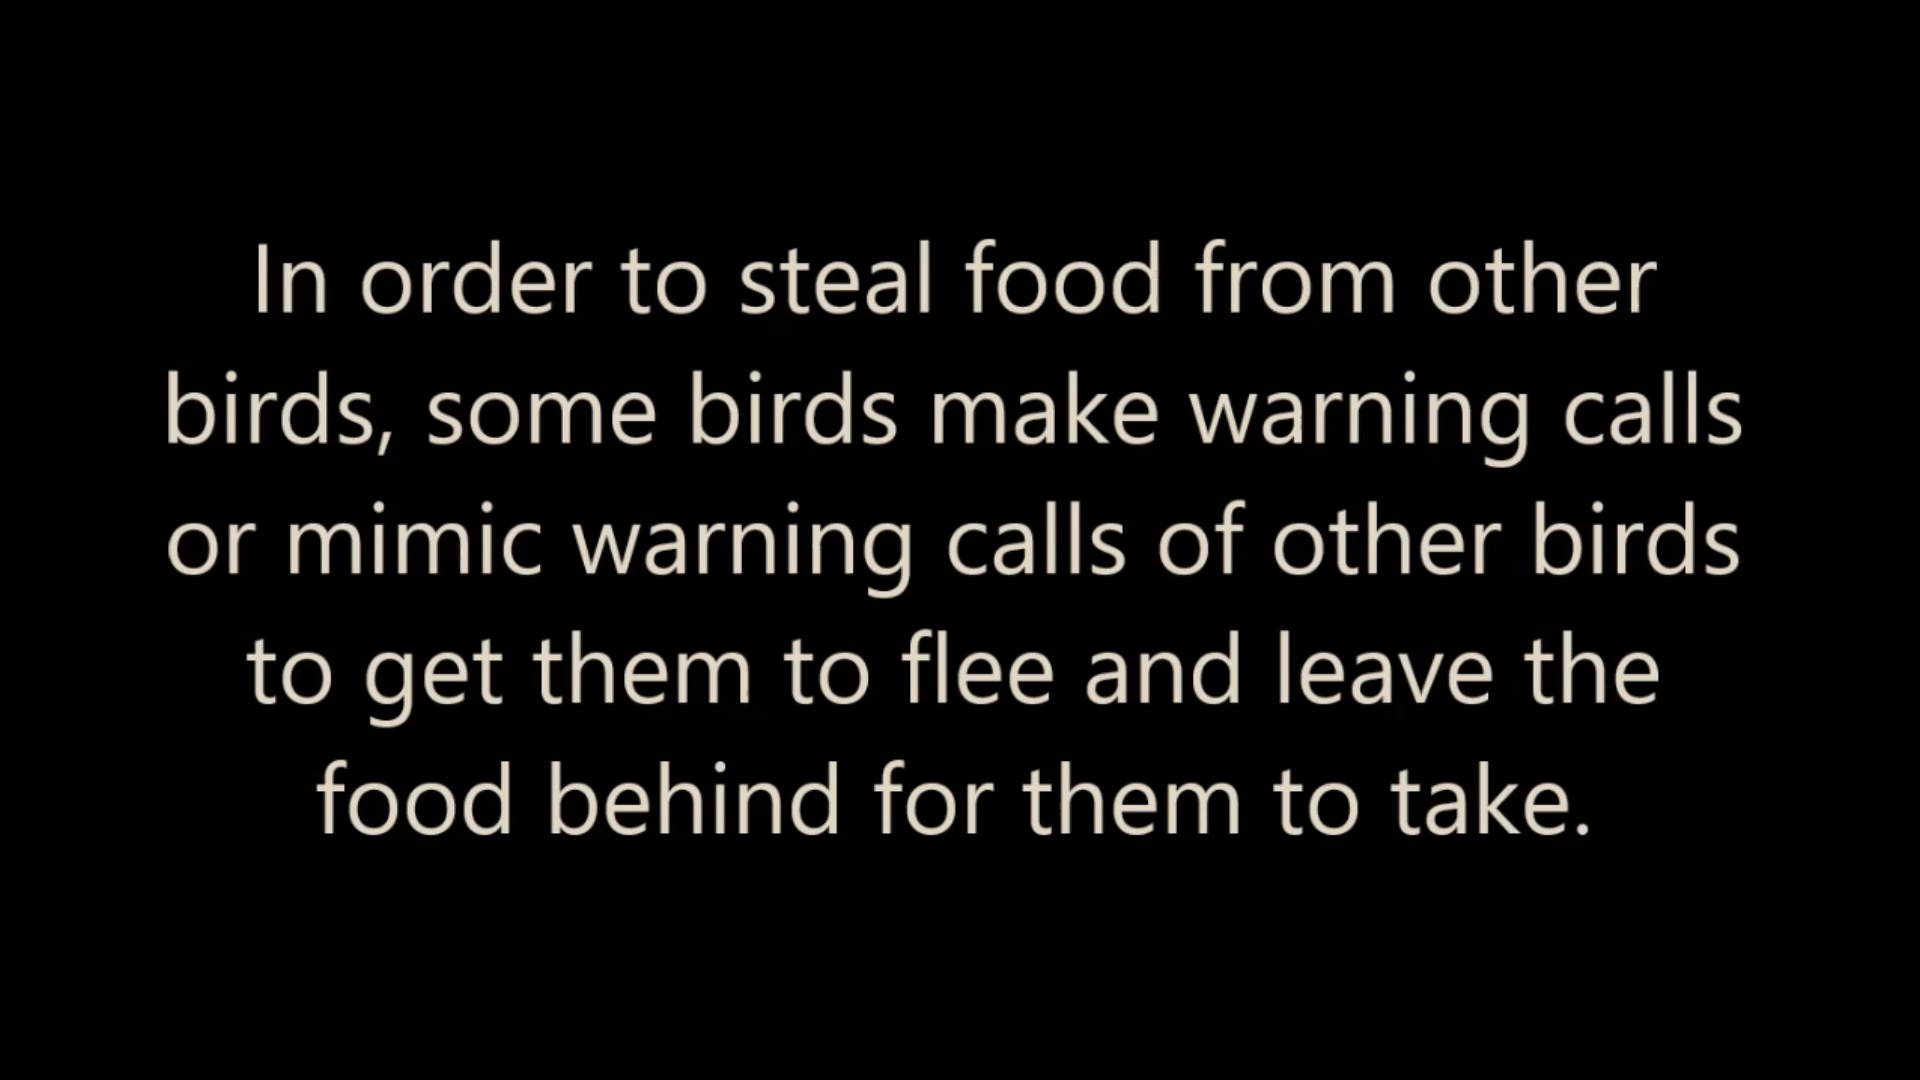 In order to steal food from other
birds, some birds make warning calls
or mimic warning calls of other birds
to get them to flee and leave the
food behind for them to take.